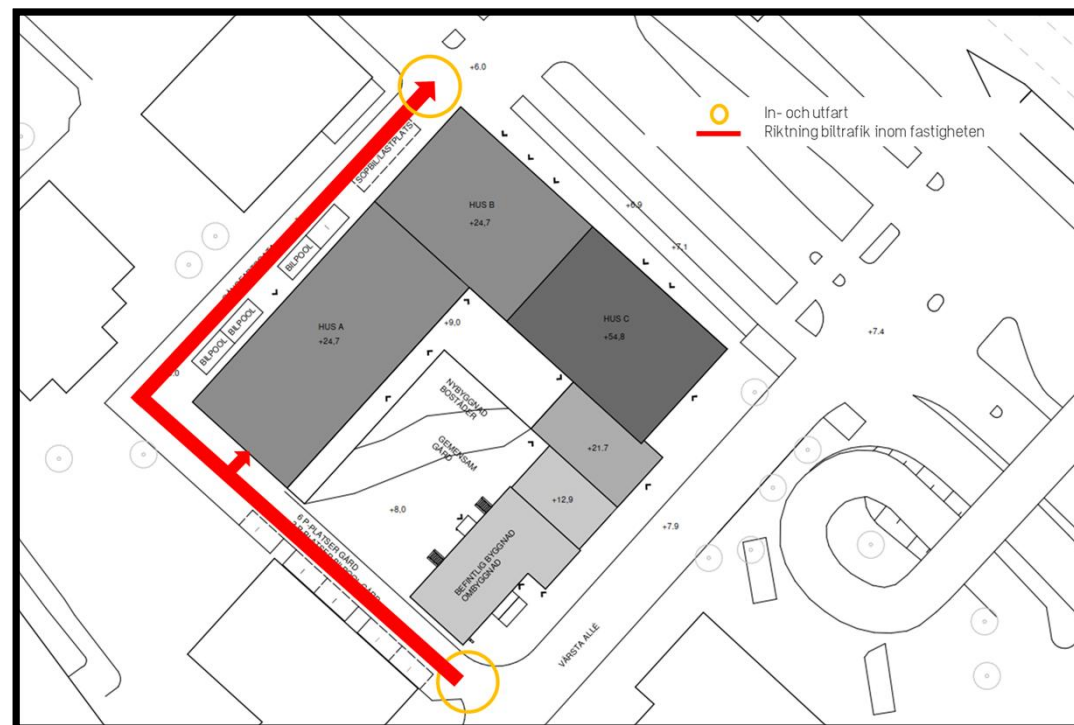 +6.0
In- och utfart
Riktning biltrafik inom fastigheten
SOPBIL/LASTPLATS
HUS B
+24,7
+6.9
+7.1
BILPOOL
BILPOOL
BILPOOL
HUS A
+24,7
+9,0
HUS C
+54,8
+7.4
NYBYGGNAD
BOSTÄDER
GEMENSAM
GÅRD
+21.7
+12,9
+8,0
+7.9
6 P-PLATSER GÅRD
BEFINTLIG BYGGNAD
OMBYGGNAD
VÅRSTA ALLÉ